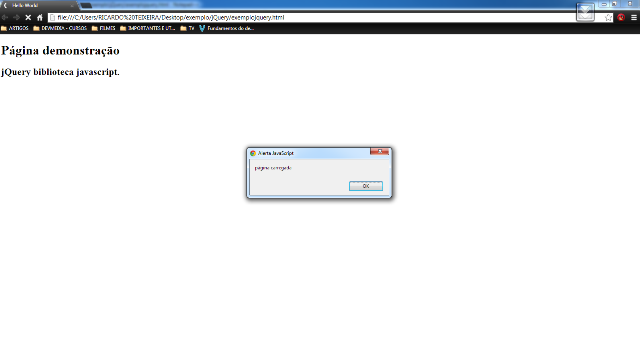 Hello World
file:///C:/Users/RICARDO%20TEIXEIRA/Desktop/exemplo/jQuery/exemplojquery.html
ARTIGOS DEVMEDIA - CURSOS FILMES IMPORTANTES E UT... TV Fundamentos do de...
Página demonstração
jQuery biblioteca javascript.
Alerta JavaScript
pagina carregada
OK